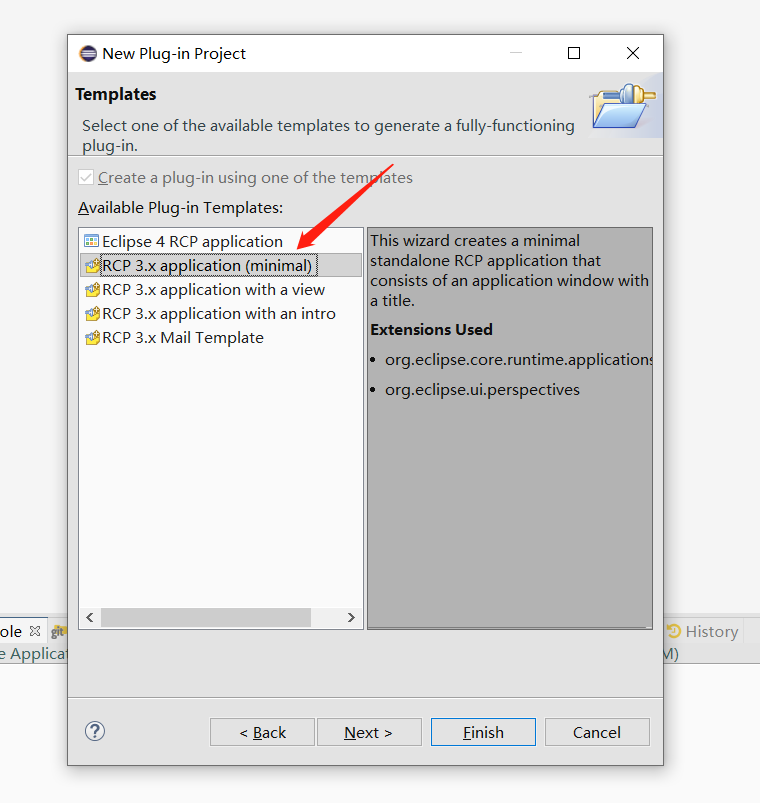 New Plug-in Project
Templates
Select one of the available templates to generate a fully-functioning
plug-in.
Create a plug-in using one of the templates
Available Plug-in Templates:
Eclipse 4 RCP application
RCP 3.x application (minimal)
RCP 3.x application with a view
RCP 3.x application with an intro
RCP 3.x Mail Template
This wizard creates a minimal
standalone RCP application that
consists of an application window with
a title.
Extensions Used
• org.eclipse.core.runtime.applications
• org.eclipse.ui.perspectives
ole
git
History
e Applicat
M)
?
< Back
Next >
Finish
Cancel